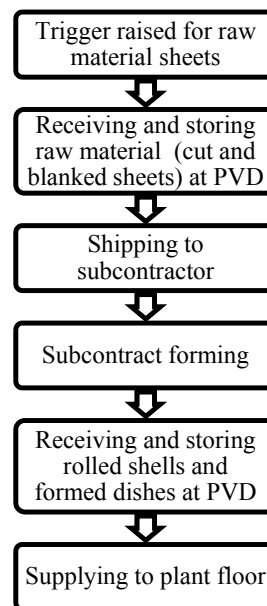 Trigger raised for raw
material sheets
Receiving and storing
raw material (cut and
blanked sheets) at PVD
Shipping to
subcontractor
Subcontract forming
Receiving and storing
rolled shells and
formed dishes at PVD
Supplying to plant floor